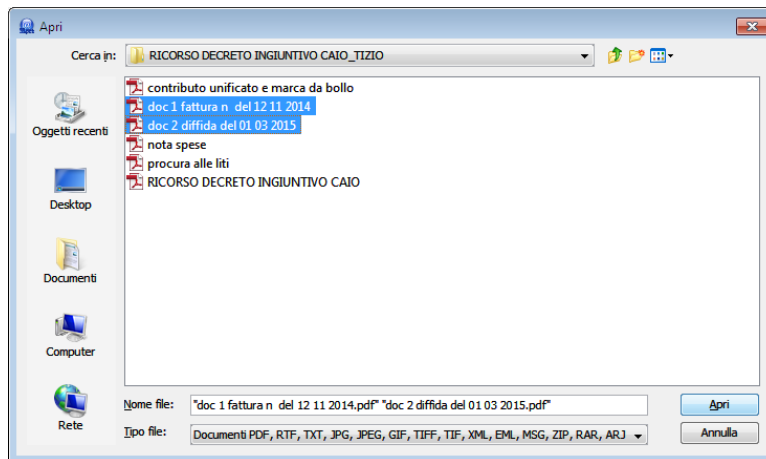 Apri
Cerca in: RICORSO DECRETO INGIUNTIVO CAIO_TIZIO
contributo unificato e marca da bollo
doc 1 fattura n  del 12 11 2014
doc 2 diffida del 01 03 2015
nota spese
procura alle liti
RICORSO DECRETO INGIUNTIVO CAIO
Oggetti recenti
Desktop
Documenti
Computer
Rete
Nome file: "doc 1 fattura n  del 12 11 2014.pdf" "doc 2 diffida del 01 03 2015.pdf" Apri
Tipo file: Documenti PDF, RTF, TXT, JPG, JPEG, GIF, TIFF, TIF, XML, EML, MSG, ZIP, RAR, ARJ Annulla